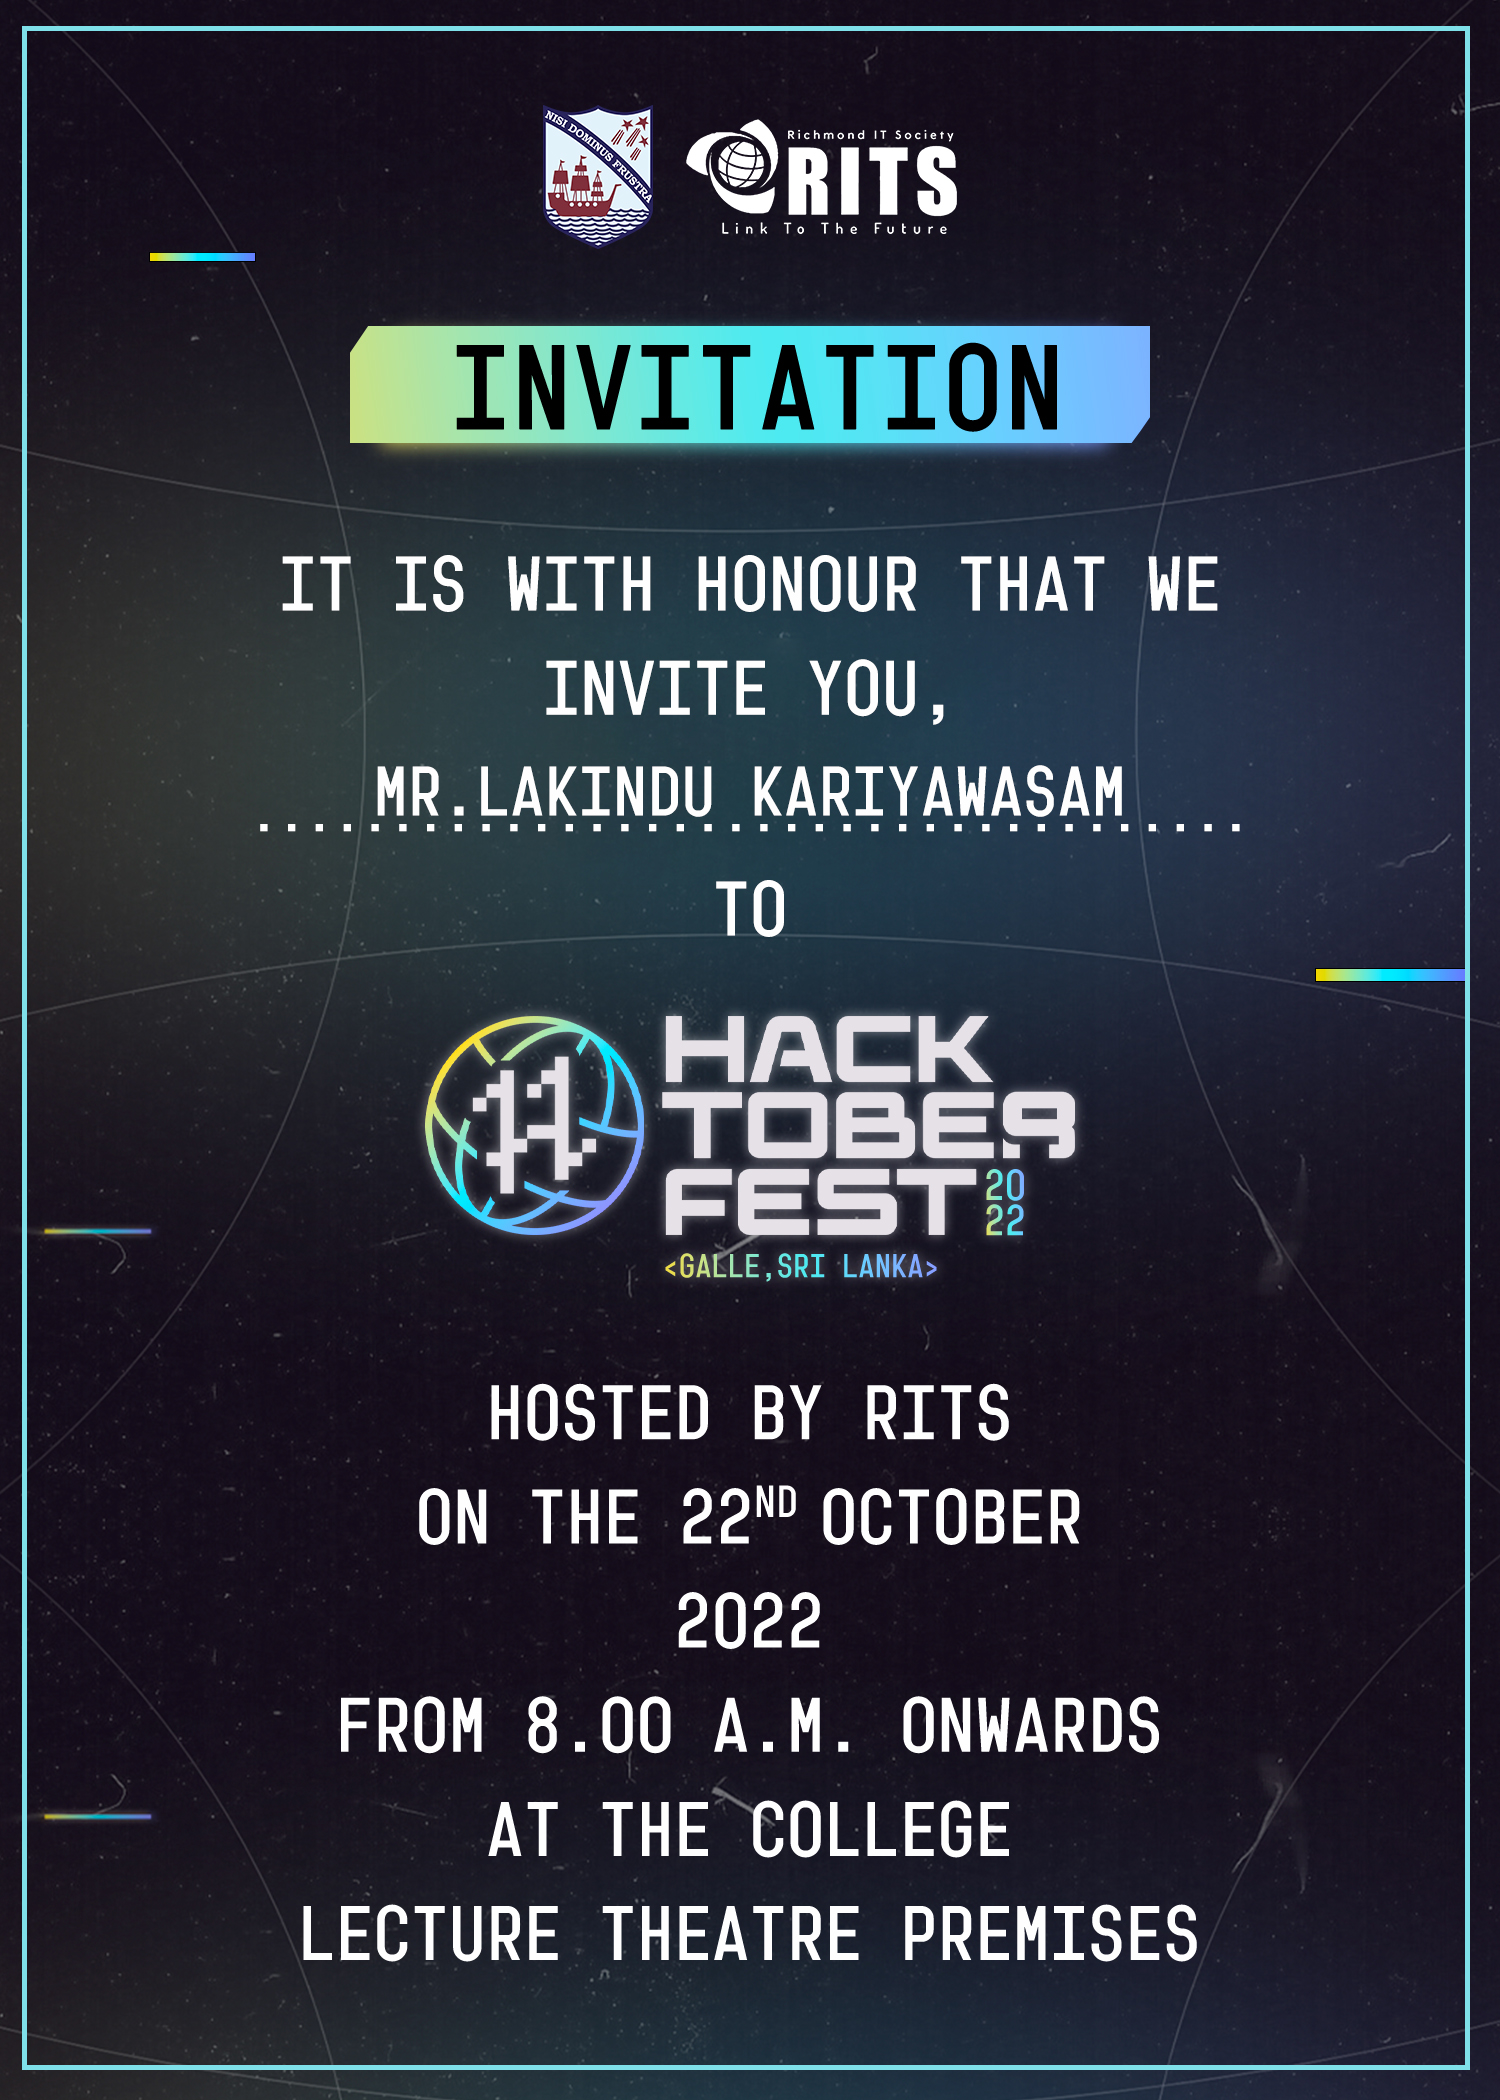 NISI DOMINUS FRUSTRA
Richmond IT Society
RITS
Link To The Future
INVITATION
IT IS WITH HONOUR THAT WE
INVITE YOU,
MR.LAKINDU KARIYAWASAM
....................................
TO
HACK
TOBER
FEST
20
22
<GALLE,SRI LANKA>
HOSTED BY RITS
ON THE 22ND OCTOBER
2022
FROM 8.00 A.M. ONWARDS
AT THE COLLEGE
LECTURE THEATRE PREMISES